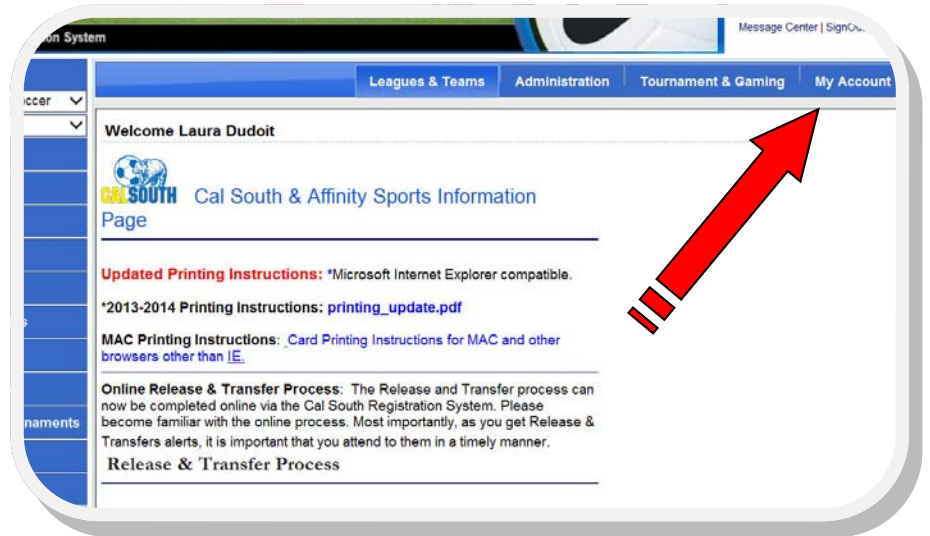 Message Center | SignOu
on System
Leagues & Teams Administration Tournament & Gaming My Account
occer
Welcome Laura Dudoit
CAL SOUTH Cal South & Affinity Sports Information
Page
Updated Printing Instructions: *Microsoft Internet Explorer compatible.
*2013-2014 Printing Instructions: printing_update.pdf
MAC Printing Instructions: Card Printing Instructions for MAC and other
browsers other than IE.
Online Release & Transfer Process: The Release and Transfer process can
now be completed online via the Cal South Registration System. Please
become familiar with the online process. Most importantly, as you get Release &
Transfers alerts, it is important that you attend to them in a timely manner.
Release & Transfer Process
naments